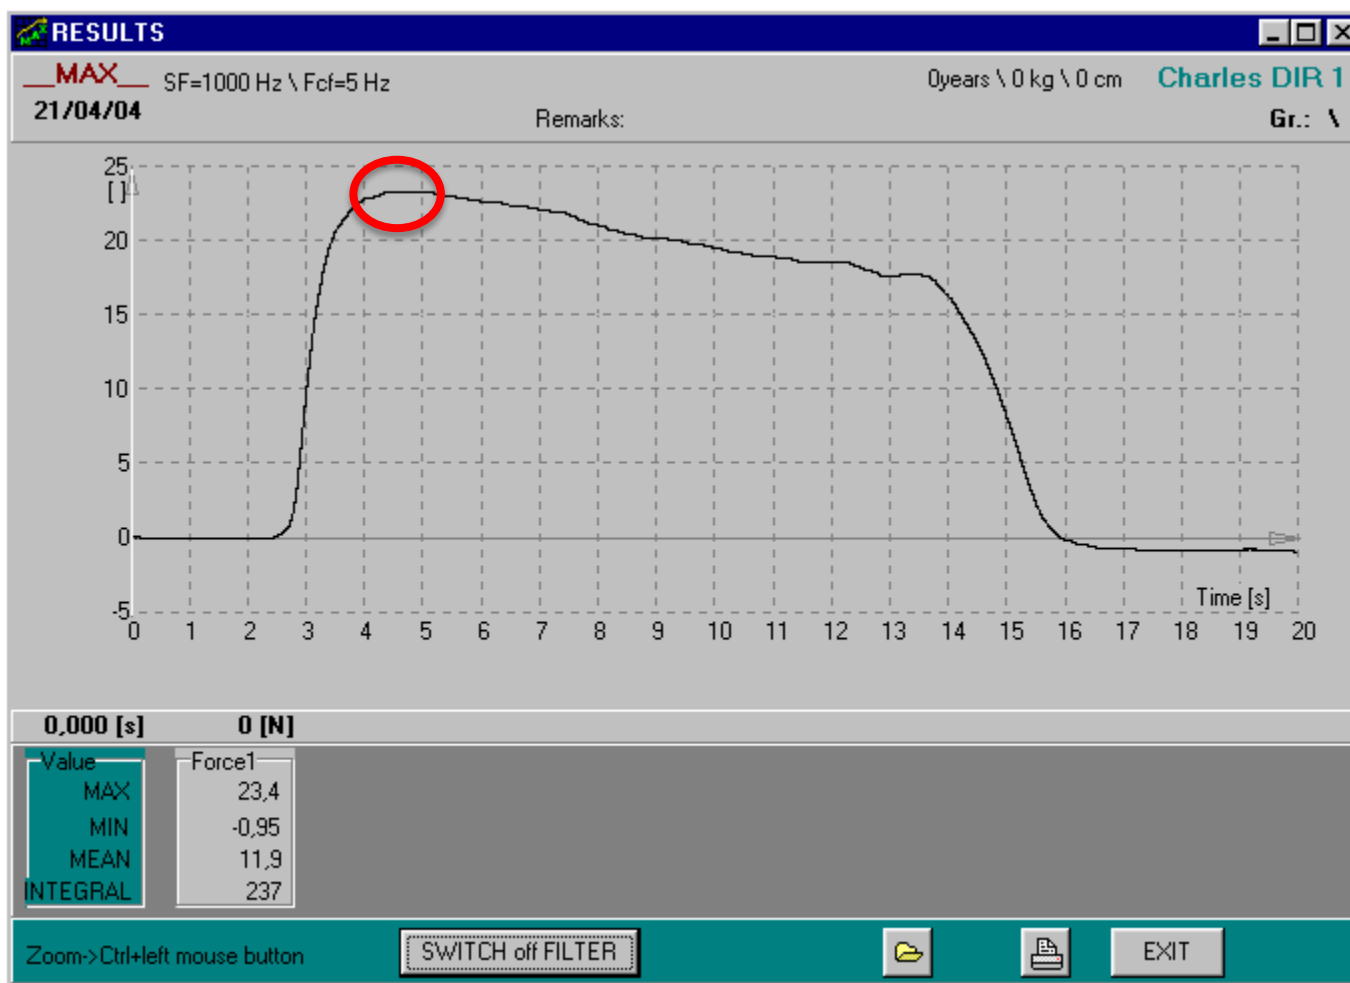 RESULTS
__MAX__ SF=1000 Hz \ Fcf=5 Hz 0years \ 0 kg \ 0 cm Charles DIR 1
21/04/04 Remarks: Gr.: \
25
[ ]
20
15
10
5
0
-5
Time [s]
0 1 2 3 4 5 6 7 8 9 10 11 12 13 14 15 16 17 18 19 20
0,000 [s] 0 [N]
Value Force1
MAX 23,4
MIN -0,95
MEAN 11,9
INTEGRAL 237
Zoom->Ctrl+left mouse button SWITCH off FILTER EXIT